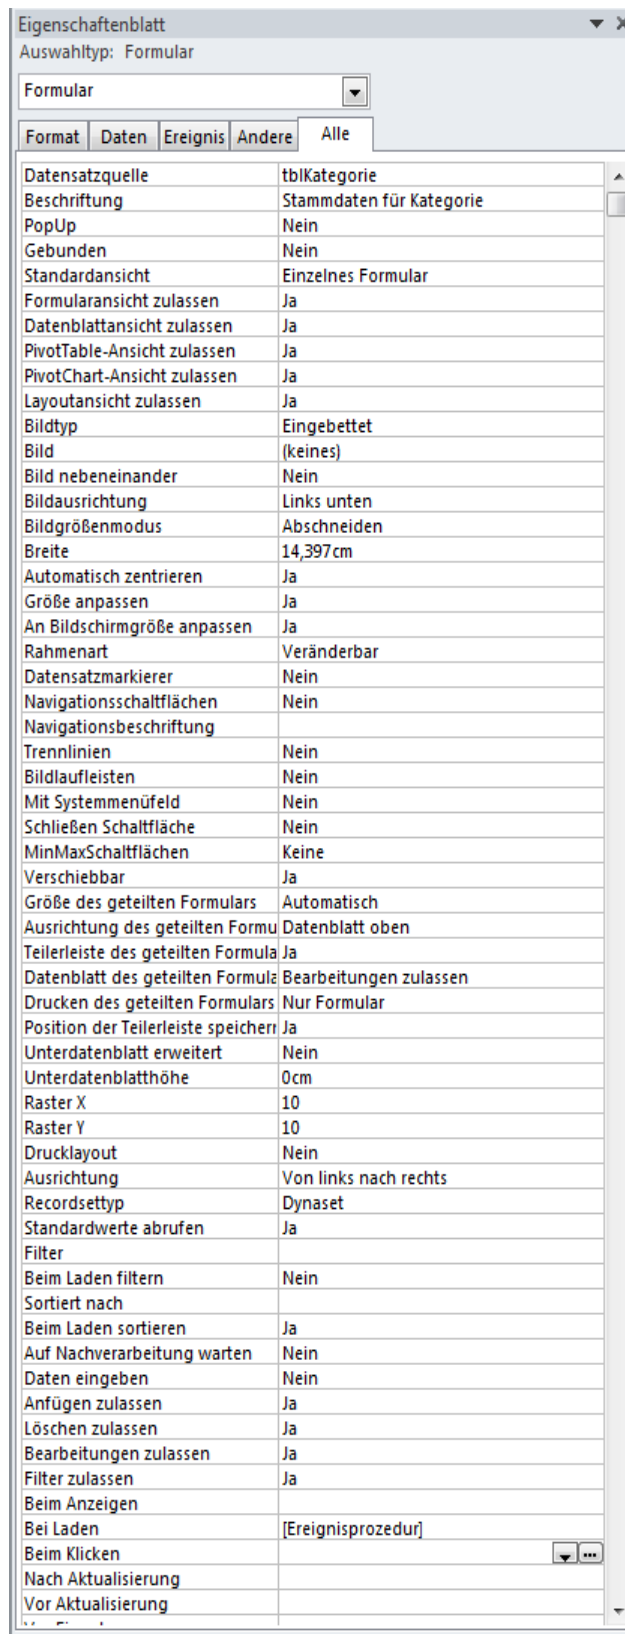 Eigenschaftenblatt
Auswahltyp: Formular
Formular
Format Daten Ereignis Andere Alle
Datensatzquelle tblKategorie
Beschriftung Stammdaten für Kategorie
PopUp Nein
Gebunden Nein
Standardansicht Einzelnes Formular
Formularansicht zulassen Ja
Datenblattansicht zulassen Ja
PivotTable-Ansicht zulassen Ja
PivotChart-Ansicht zulassen Ja
Layoutansicht zulassen Ja
Bildtyp Eingebettet
Bild (keines)
Bild nebeneinander Nein
Bildausrichtung Links unten
Bildgrößenmodus Abschneiden
Breite 14,397cm
Automatisch zentrieren Ja
Größe anpassen Ja
An Bildschirmgröße anpassen Ja
Rahmenart Veränderbar
Datensatzmarkierer Nein
Navigationsschaltflächen Nein
Navigationsbeschriftung
Trennlinien Nein
Bildlaufleisten Nein
Mit Systemmenüfeld Nein
Schließen Schaltfläche Nein
MinMaxSchaltflächen Keine
Verschiebbar Ja
Größe des geteilten Formulars Automatisch
Ausrichtung des geteilten Formu Datenblatt oben
Teilerleiste des geteilten Formula Ja
Datenblatt des geteilten Formula Bearbeitungen zulassen
Drucken des geteilten Formulars Nur Formular
Position der Teilerleiste speichern Ja
Unterdatenblatt erweitert Nein
Unterdatenblatthöhe 0cm
Raster X 10
Raster Y 10
Drucklayout Nein
Ausrichtung Von links nach rechts
Recordsettyp Dynaset
Standardwerte abrufen Ja
Filter
Beim Laden filtern Nein
Sortiert nach
Beim Laden sortieren Ja
Auf Nachverarbeitung warten Nein
Daten eingeben Nein
Anfügen zulassen Ja
Löschen zulassen Ja
Bearbeitungen zulassen Ja
Filter zulassen Ja
Beim Anzeigen
Bei Laden [Ereignisprozedur]
Beim Klicken
Nach Aktualisierung
Vor Aktualisierung